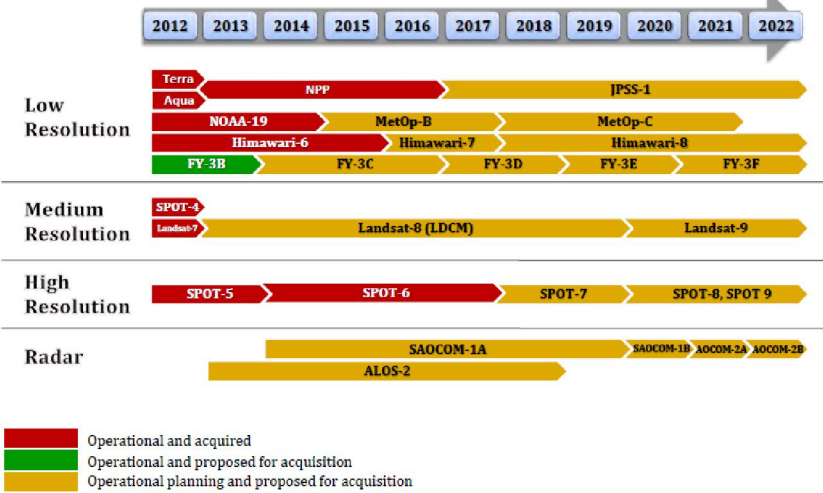 2012 2013 2014 2015 2016 2017 2018 2019 2020 2021 2022
Low
Resolution
Terra
Aqua
NPP JPSS-1
NOAA-19 MetOp-B MetOp-C
Himawari-6 Himawari-7 Himawari-8
FY-3B FY-3C FY-3D FY-3E FY-3F
Medium
Resolution
SPOT-4
Landsat-7 Landsat-8 (LDCM) Landsat-9
High
Resolution
SPOT-5 SPOT-6 SPOT-7 SPOT-8, SPOT 9
Radar
SAOCOM-1A SAOCOM-1B AOCOM-2A AOCOM-2B
ALOS-2
Operational and acquired
Operational and proposed for acquisition
Operational planning and proposed for acquisition